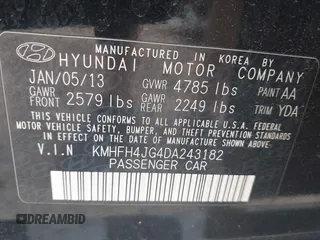 MANUFACTURED IN KOREA BY
HYUNDAI MOTOR COMPANY
JAN/05/13 GVWR 4785 lbs PAINT AA
GAWR FRONT 2579 lbs GAWR REAR 2249 lbs TRIM YDA
THIS VEHICLE CONFORMS TO ALL APPLICABLE
U.S. FEDERAL MOTOR VEHICLE SAFETY,
BUMPER, AND THEFT PREVENTION STANDARDS
IN EFFECT ON THE DATE OF MANUFACTURE
SHOWN ABOVE.
V.I.N KMHFH4JG4DA243182
PASSENGER CAR
DREAMBID